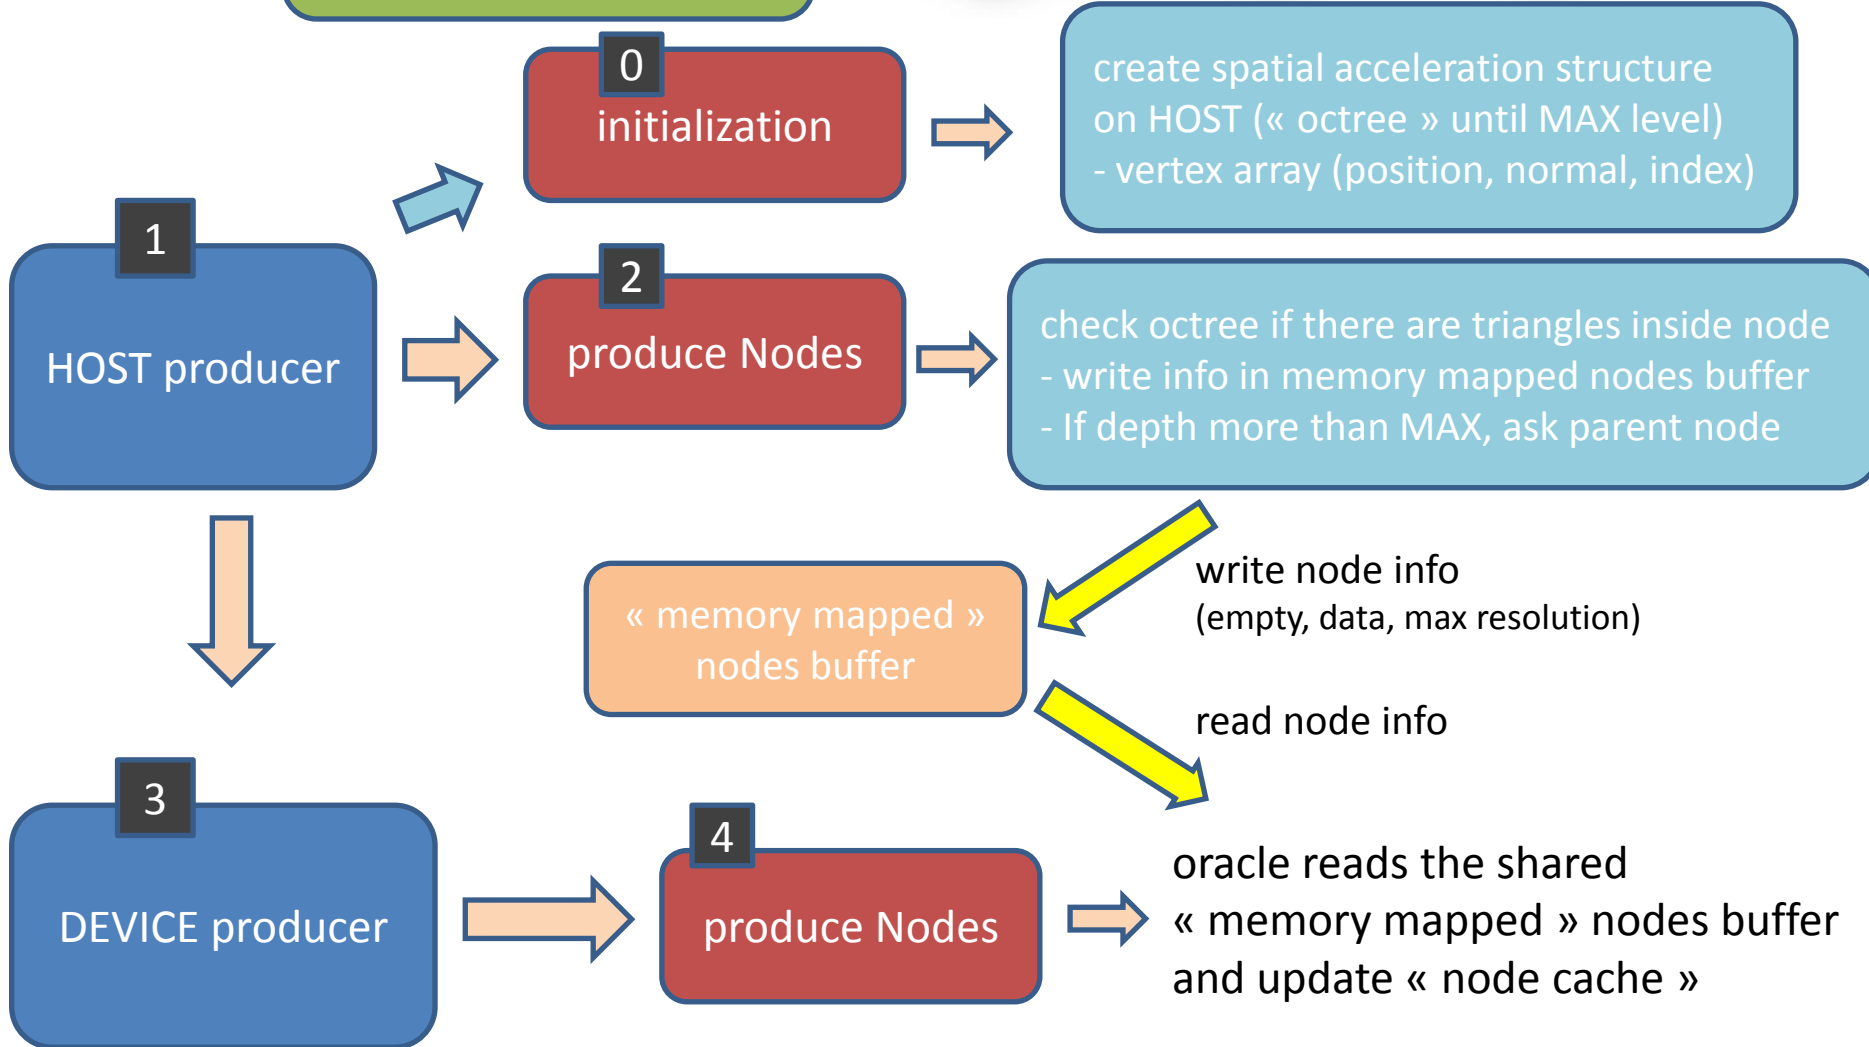 0
initialization
create spatial acceleration structure
on HOST (« octree » until MAX level)
- vertex array (position, normal, index)
1
HOST producer
2
produce Nodes
check octree if there are triangles inside node
- write info in memory mapped nodes buffer
- If depth more than MAX, ask parent node
write node info
(empty, data, max resolution)
« memory mapped »
nodes buffer
read node info
3
DEVICE producer
4
produce Nodes
oracle reads the shared
« memory mapped » nodes buffer
and update « node cache »